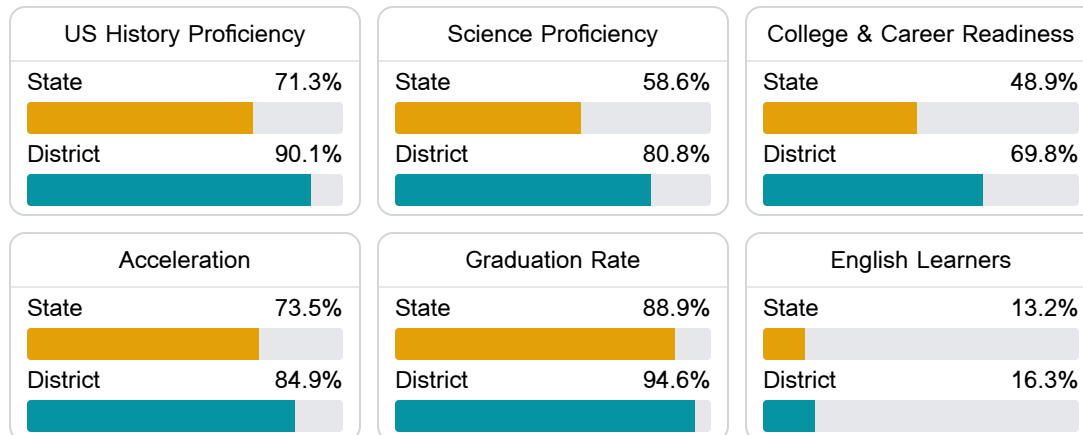 US History Proficiency
State 71.3%
District 90.1%
Science Proficiency
State 58.6%
District 80.8%
College & Career Readiness
State 48.9%
District 69.8%
Acceleration
State 73.5%
District 84.9%
Graduation Rate
State 88.9%
District 94.6%
English Learners
State 13.2%
District 16.3%